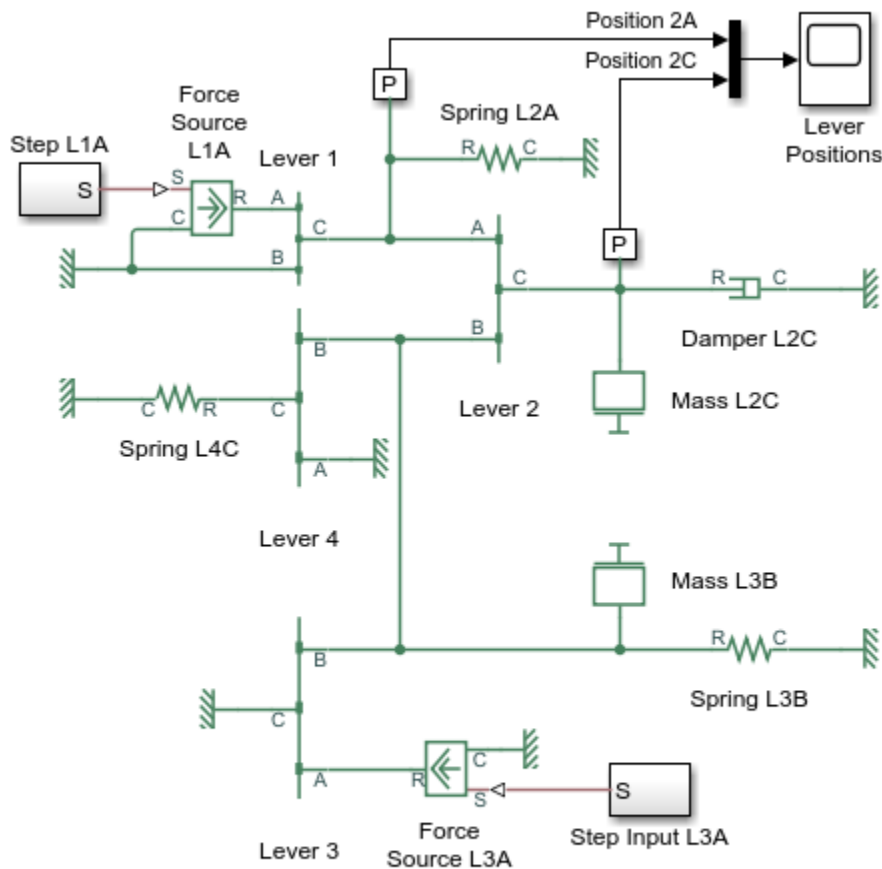 Position 2A
Position 2C
P
Force
Source
L1A
Spring L2A
Lever
Positions
Step L1A
Lever 1
R
C
S
S
C
R
A
C
B
A
C
B
P
R
C
Damper L2C
B
C
R
C
A
Spring L4C
Lever 2
Mass L2C
Lever 4
Mass L3B
B
R
C
C
Spring L3B
A
R
C
S
S
Force
Source L3A
Step Input L3A
Lever 3